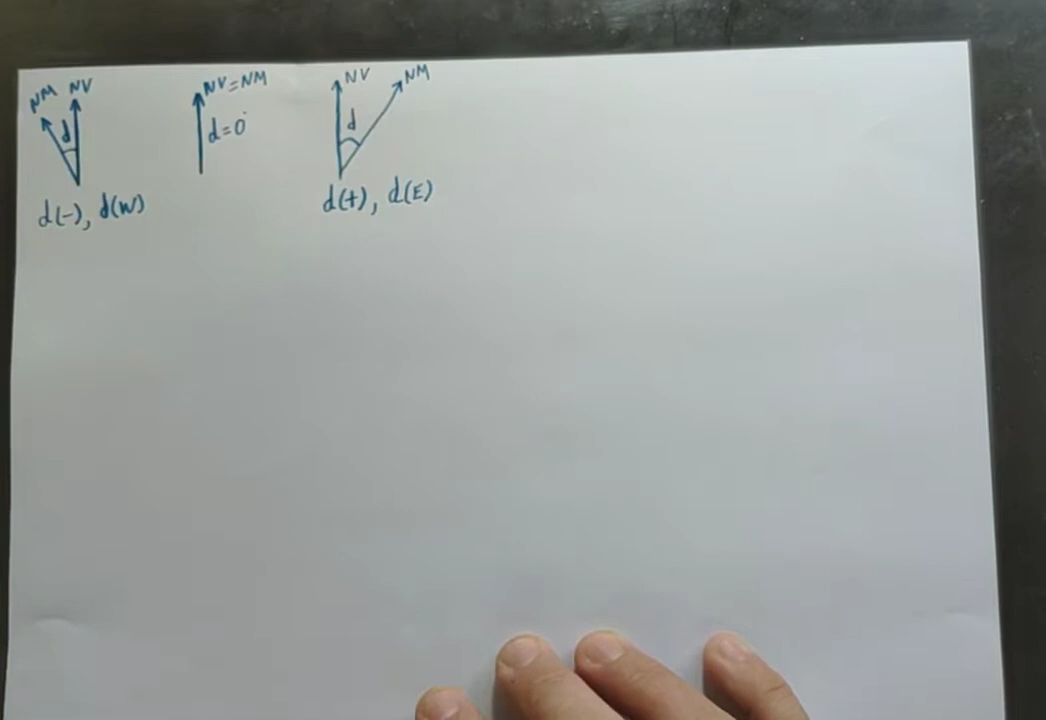 NM NV
d
d(-), d(W)
NV=NM
d=0°
NV NM
d
d(+), d(E)